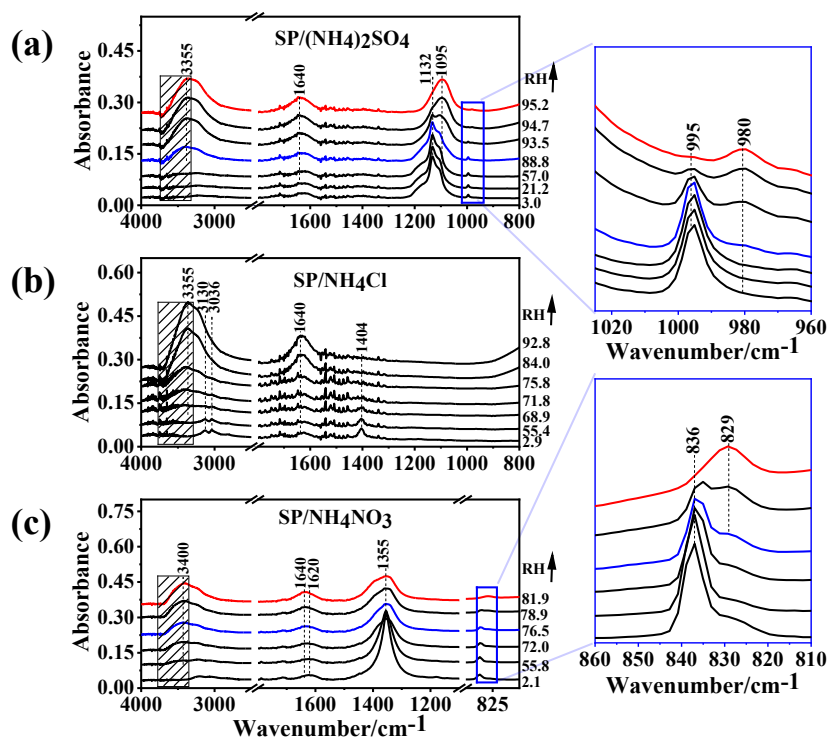 (a)
SP/(NH4)2SO4
Absorbance
0.45
0.30
0.15
0.00
3355
1640
1132
1095
RH
95.2
94.7
93.5
88.8
57.0
21.2
3.0
4000 3000 1600 1400 1200 1000 800
995
980
1020 1000 980 960
Wavenumber/cm-1
(b)
SP/NH4Cl
Absorbance
0.60
0.45
0.30
0.15
0.00
3355
3130
3036
1640
1404
RH
92.8
84.0
75.8
71.8
68.9
55.4
2.9
4000 3000 1600 1400 1200 1000 800
836
829
860 850 840 830 820 810
Wavenumber/cm-1
(c)
SP/NH4NO3
Absorbance
0.75
0.60
0.45
0.30
0.15
0.00
3400
1640
1620
1355
RH
81.9
78.9
76.5
72.0
55.8
2.1
4000 3000 1600 1400 1200 825
Wavenumber/cm-1